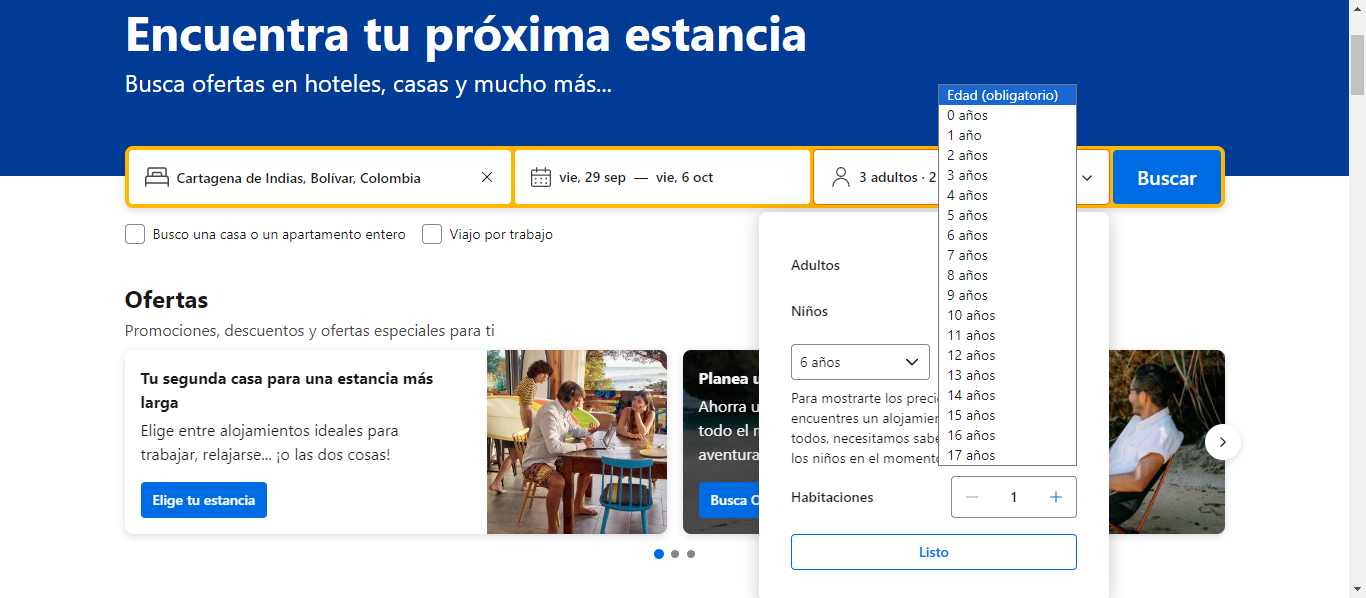 Encuentra tu próxima estancia
Busca ofertas en hoteles, casas y mucho más...
Cartagena de Indias, Bolívar, Colombia
vie, 29 sep — vie, 6 oct
3 adultos · 2
Buscar
Busco una casa o un apartamento entero
Viajo por trabajo
Edad (obligatorio)
0 años
1 año
2 años
3 años
4 años
5 años
6 años
7 años
8 años
9 años
10 años
11 años
12 años
13 años
14 años
15 años
16 años
17 años
Adultos
Niños
6 años
Para mostrarte los
encuentres un
todos, necesitamos
los niños en el
Habitaciones
1
Listo
Ofertas
Promociones, descuentos y ofertas especiales para ti
Tu segunda casa para una estancia más
larga
Elige entre alojamientos ideales para
trabajar, relajarse... ¡o las dos cosas!
Elige tu estancia
Planea
Ahorra
todo el
Busca